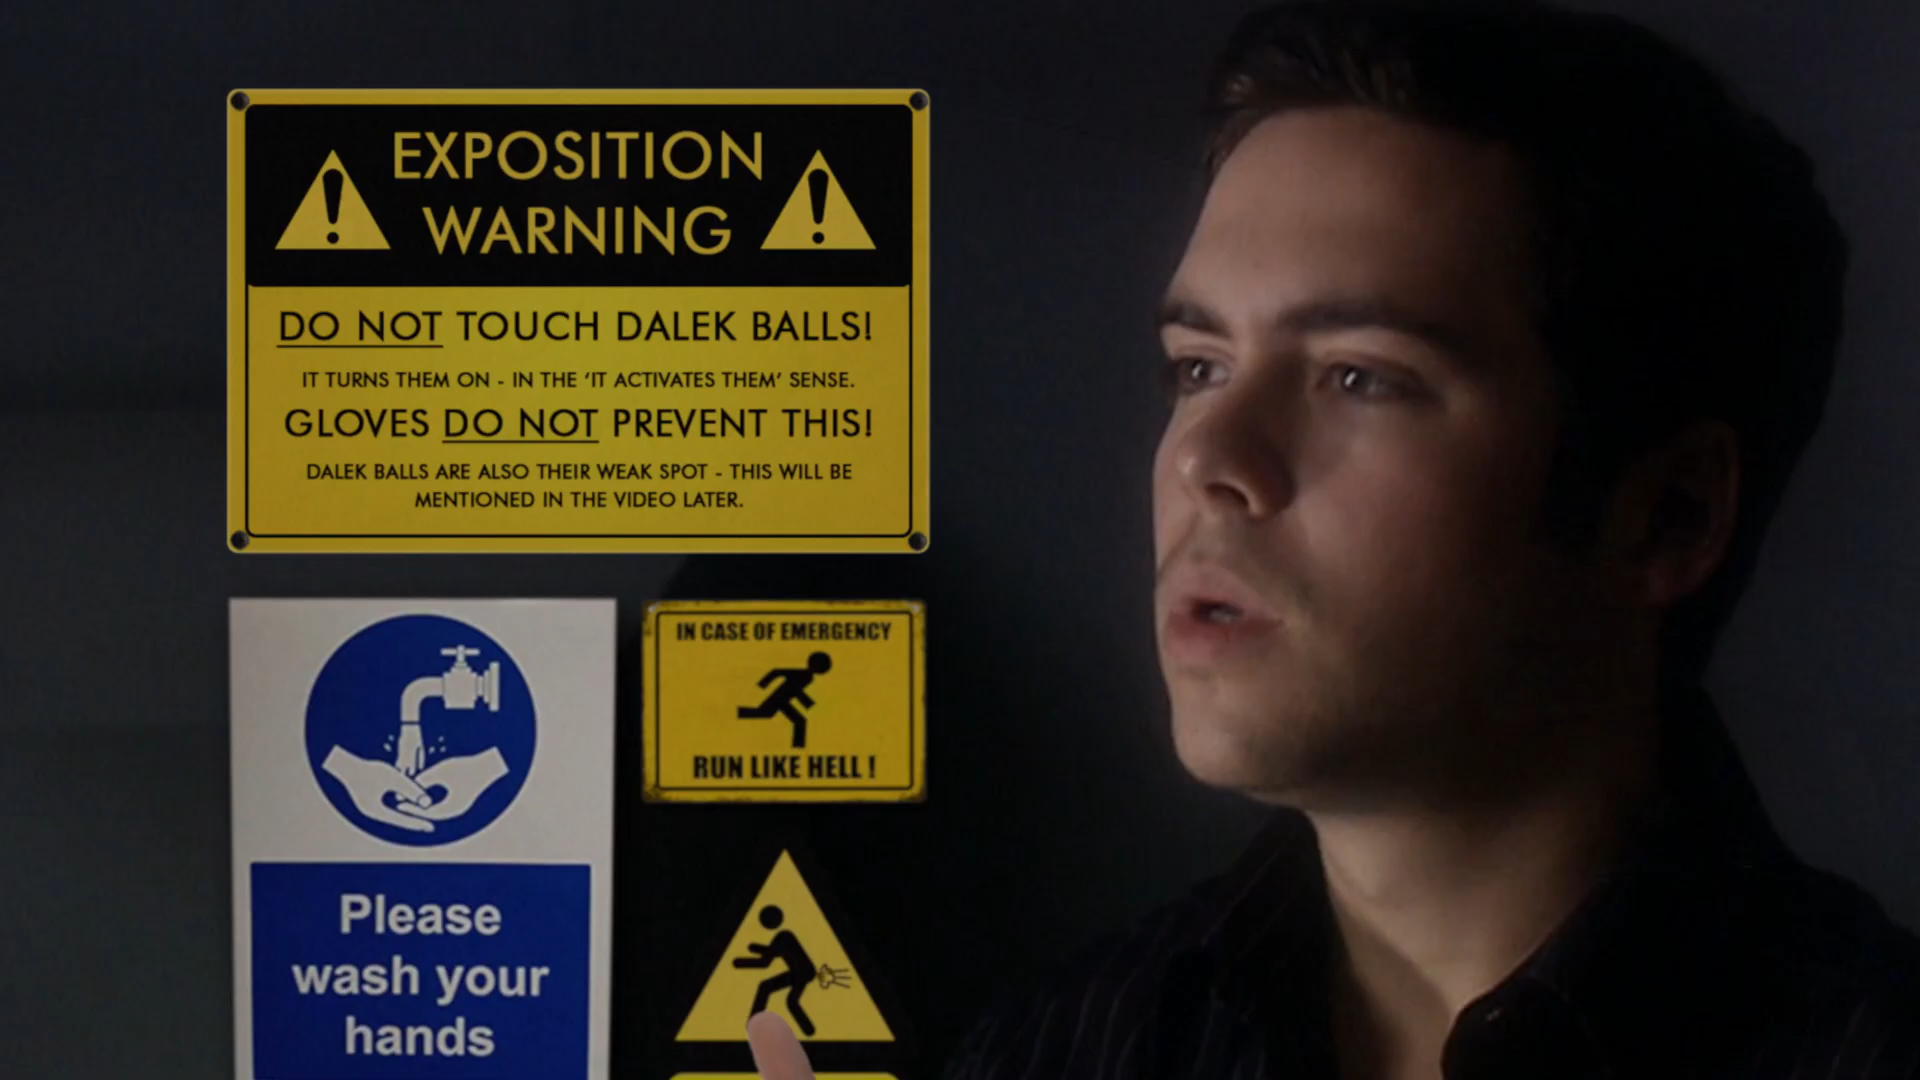 EXPOSITION
WARNING
DO NOT TOUCH DALEK BALLS!
IT TURNS THEM ON - IN THE 'IT ACTIVATES THEM' SENSE.
GLOVES DO NOT PREVENT THIS!
DALEK BALLS ARE ALSO THEIR WEAK SPOT - THIS WILL BE
MENTIONED IN THE VIDEO LATER.
IN CASE OF EMERGENCY
RUN LIKE HELL !
Please
wash your
hands